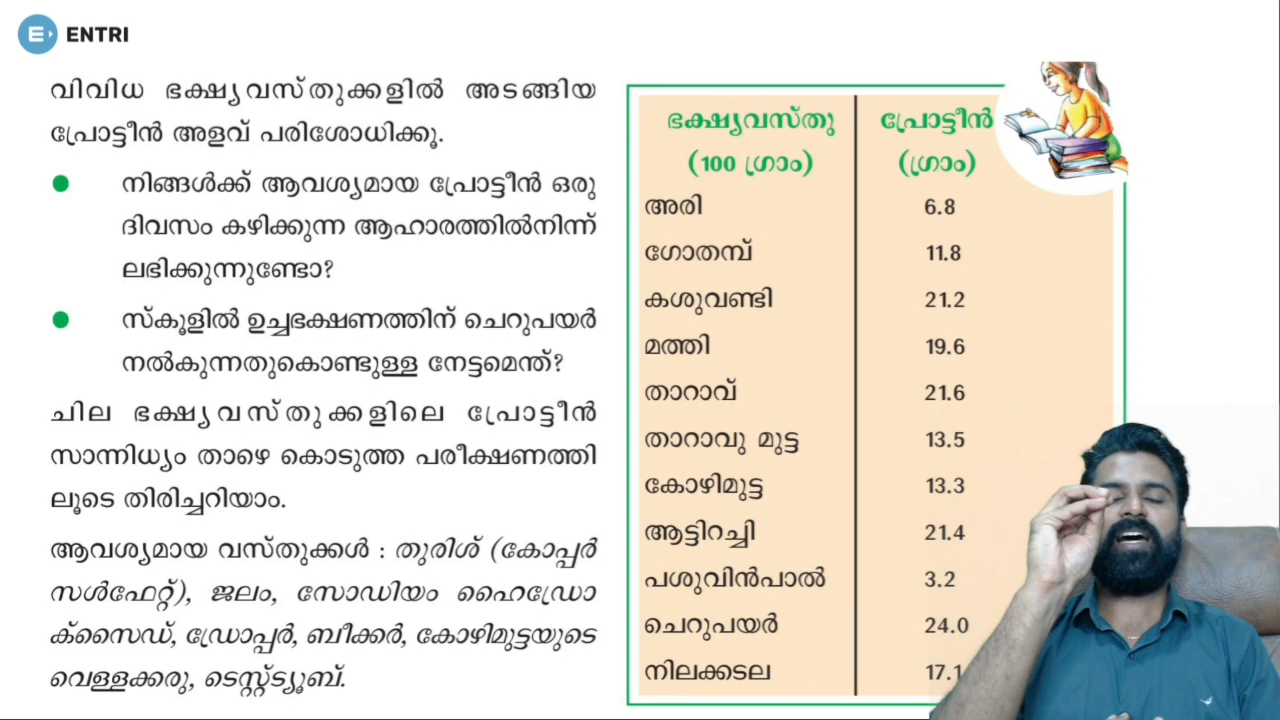 ENTRI
വിവിധ ഭക്ഷ്യവസ്തുക്കളിൽ അടങ്ങിയ
പ്രോട്ടീൻ അളവ് പരിശോധിക്കൂ.
നിങ്ങൾക്ക് ആവശ്യമായ പ്രോട്ടീൻ ഒരു
ദിവസം കഴിക്കുന്ന ആഹാരത്തിൽനിന്ന്
ലഭിക്കുന്നുണ്ടോ?
സ്കൂളിൽ ഉച്ചഭക്ഷണത്തിന് ചെറുപയർ
നൽകുന്നതുകൊണ്ടുള്ള നേട്ടമെന്ത്?
ചില ഭക്ഷ്യവസ്തുക്കളിലെ പ്രോട്ടീൻ
സാന്നിധ്യം താഴെ കൊടുത്ത പരീക്ഷണത്തി
ലൂടെ തിരിച്ചറിയാം.
ആവശ്യമായ വസ്തുക്കൾ : തുരിശ് (കോപ്പർ
സൾഫേറ്റ്), ജലം, സോഡിയം ഹൈഡ്രോ
ക്സൈഡ്, ഡ്രോപ്പർ, ബീക്കർ, കോഴിമുട്ടയുടെ
വെള്ളക്കരു, ടെസ്റ്റ്ട്യൂബ്.
ഭക്ഷ്യവസ്തു പ്രോട്ടീൻ
(100 ഗ്രാം) (ഗ്രാം)
അരി 6.8
ഗോതമ്പ് 11.8
കശുവണ്ടി 21.2
മത്തി 19.6
താറാവ് 21.6
താറാവു മുട്ട 13.5
കോഴിമുട്ട 13.3
ആട്ടിറച്ചി 21.4
പശുവിൻപാൽ 3.2
ചെറുപയർ 24.0
നിലക്കടല 17.1